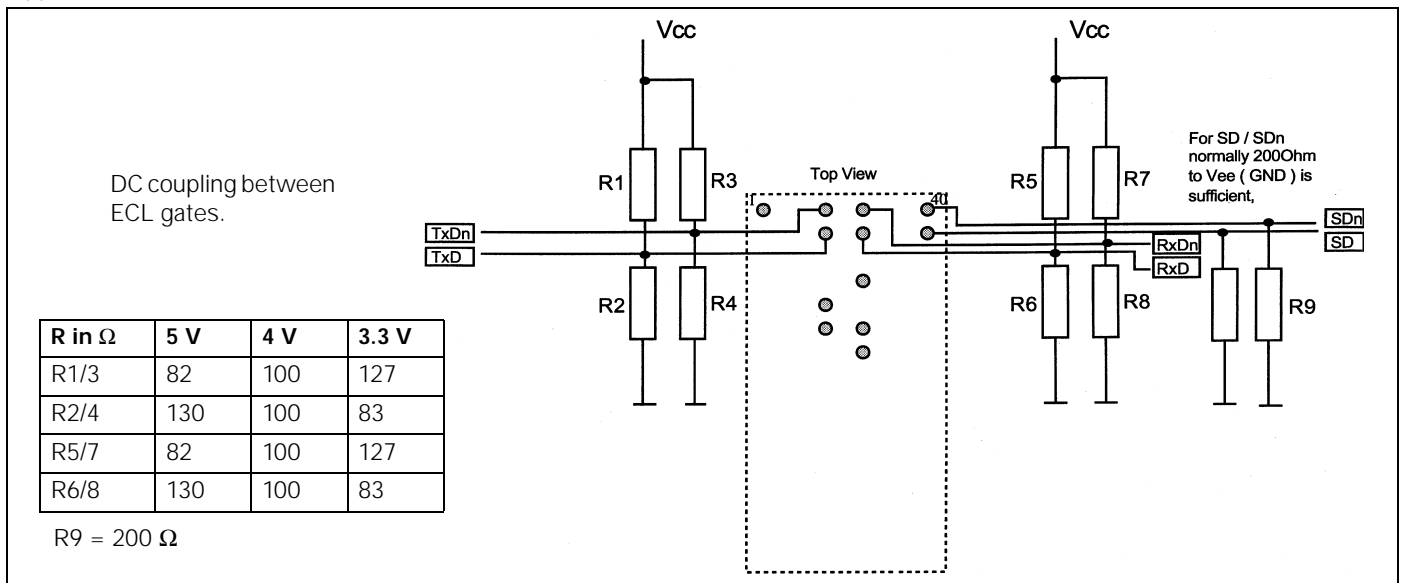 Vcc
Vcc
DC coupling between
ECL gates.
R1
R3
Top View
R5
R7
For SD / SDn
normally 200Ohm
to Vee ( GND ) is
sufficient,
1
40
TxDn
TxD
SDn
SD
RxDn
RxD
R2
R4
R6
R8
R9
R in Ω 5 V 4 V 3.3 V
R1/3 82 100 127
R2/4 130 100 83
R5/7 82 100 127
R6/8 130 100 83
R9 = 200 Ω